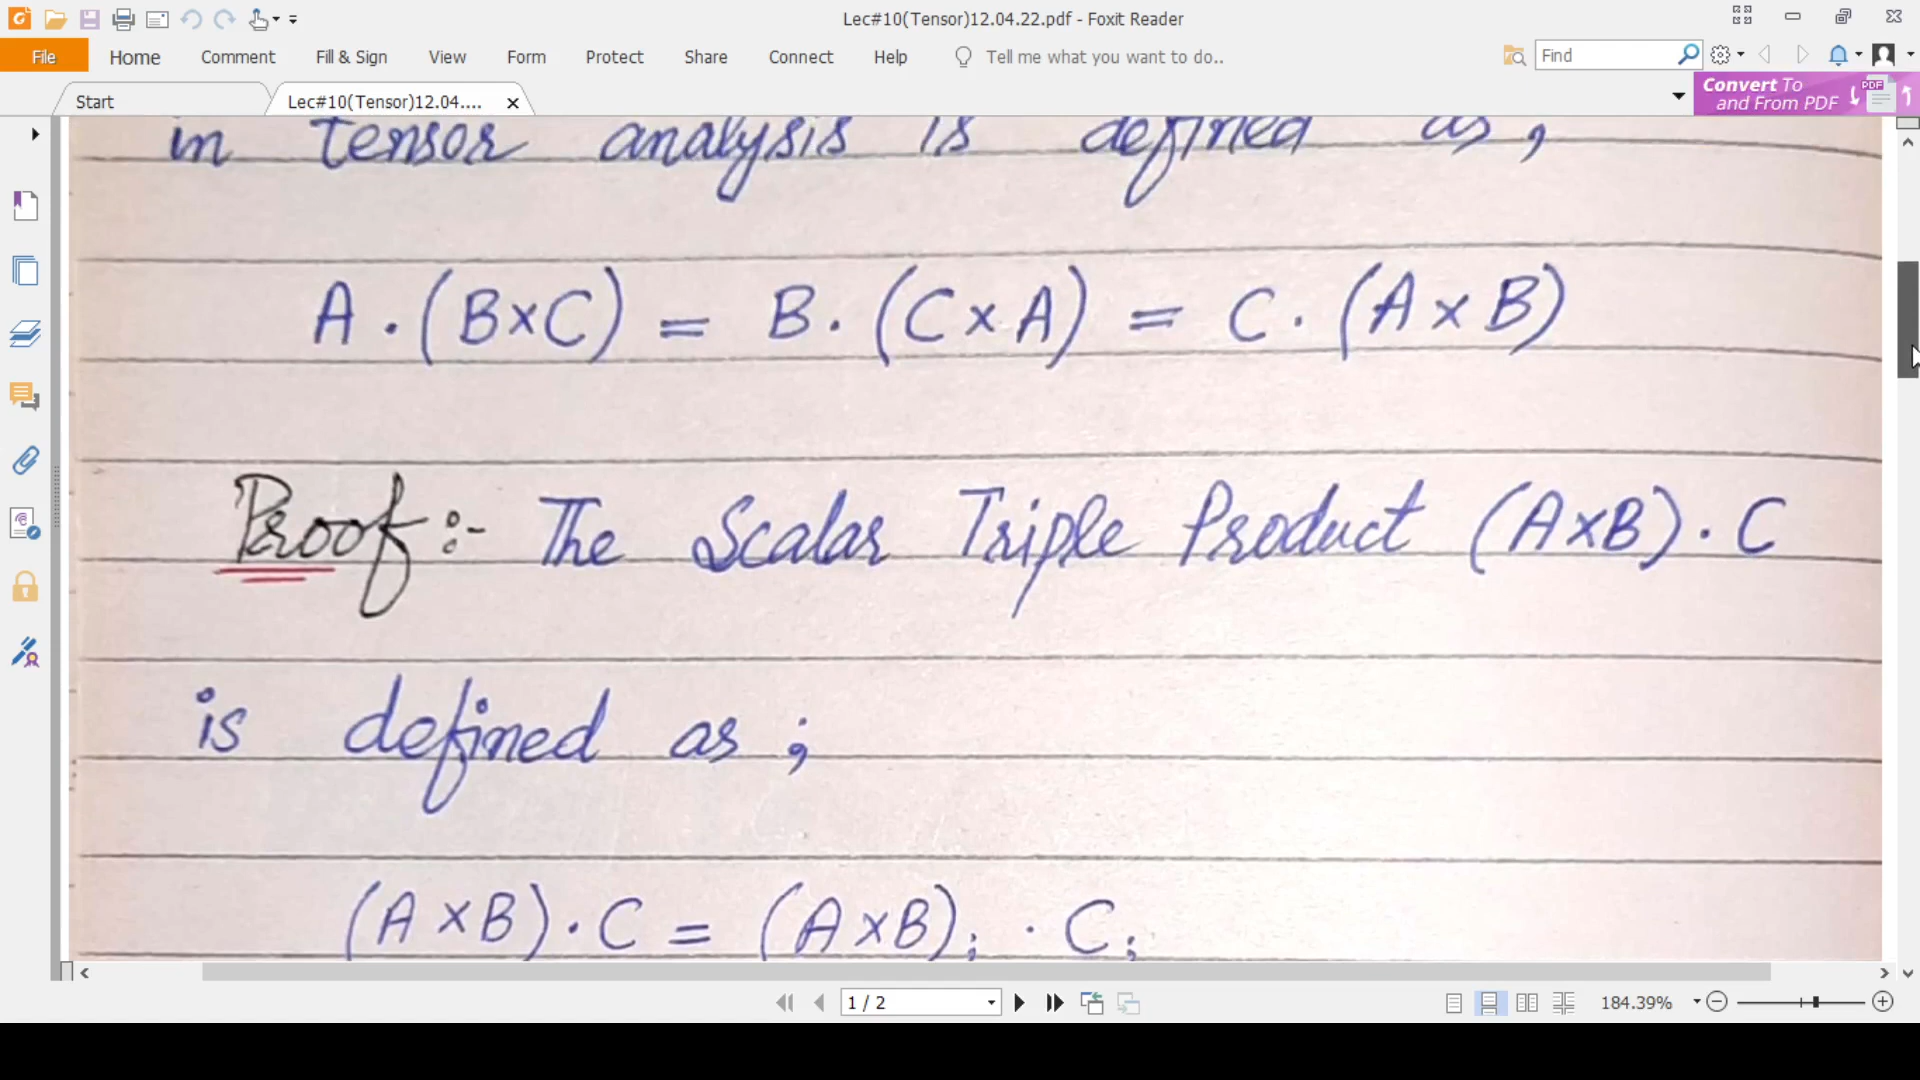 Lec#10(Tensor)12.04.22.pdf - Foxit Reader
File Home Comment Fill & Sign View Form Protect Share Connect Help Tell me what you want to do.. Find
Start Lec#10(Tensor)12.04.... Convert To
and From PDF
PDF
in tensor analysis is defined as,
A . (B×C) = B . (C×A) = C . (A×B)
Proof :- The Scalar Triple Product (A×B) . C
is defined as ;
(A×B) . C = (A×B)i . Ci
1 / 2 184.39%